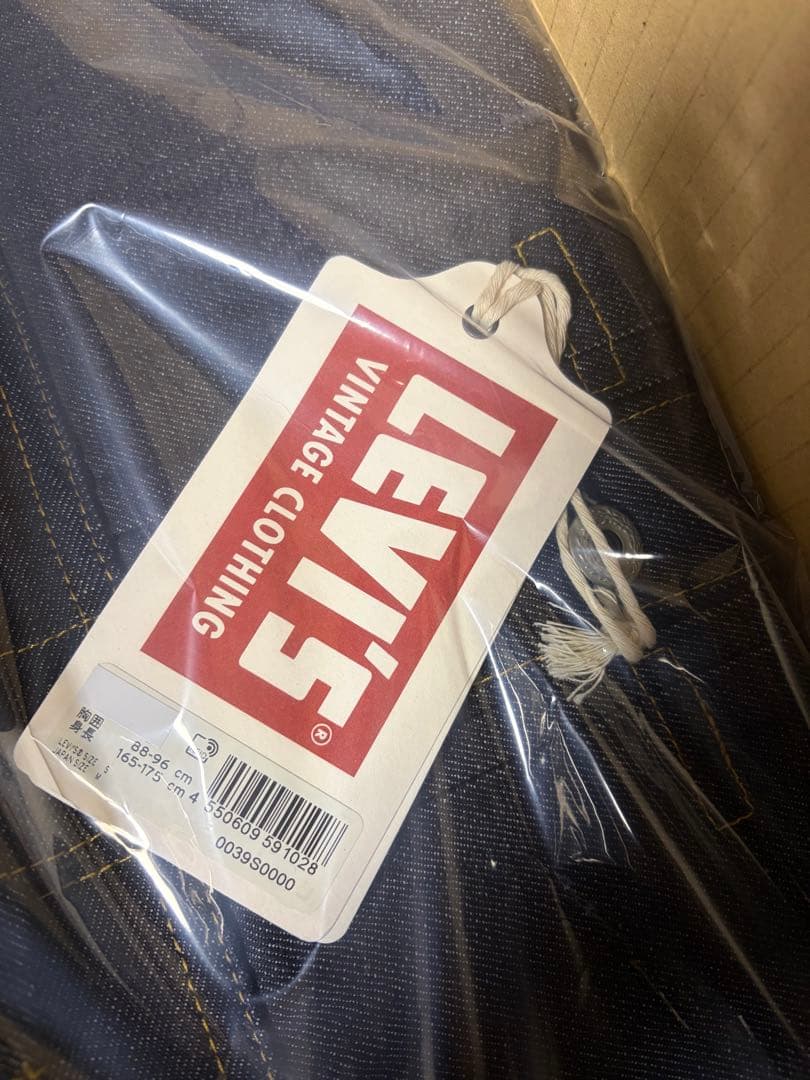 LEVI'S®
VINTAGE CLOTHING
胸囲 88-96 cm
身長 165-175 cm
LEVI'S® SIZE S
JAPAN SIZE M
4 550609 591028
0039S0000